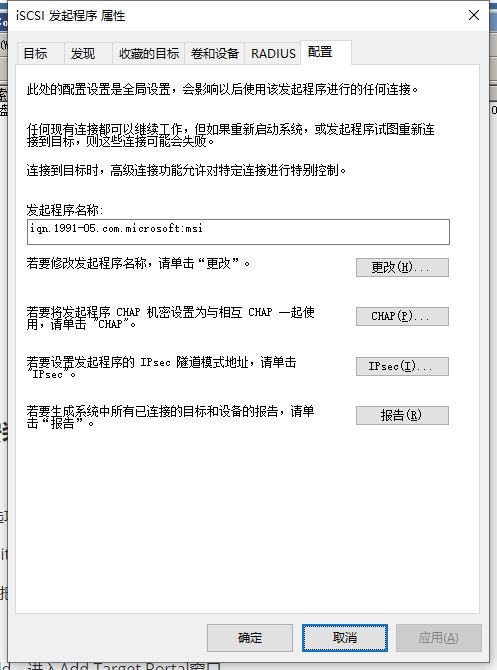 iSCSI 发起程序 属性
目标 发现 收藏的目标 卷和设备 RADIUS 配置
此处的配置设置是全局设置，会影响以后使用该发起程序进行的任何连接。
任何现有连接都可以继续工作，但如果重新启动系统，或发起程序试图重新连
接到目标，则这些连接可能会失败。
连接到目标时，高级连接功能允许对特定连接进行特别控制。
发起程序名称:
iqn.1991-05.com.microsoft:msi
若要修改发起程序名称，请单击“更改”。
更改(H)...
若要将发起程序 CHAP 机密设置为与相互 CHAP 一起使
用，请单击 "CHAP"。
CHAP(P)...
若要设置发起程序的 IPsec 隧道模式地址，请单击
"IPsec"。
IPsec(I)...
若要生成系统中所有已连接的目标和设备的报告，请单
击“报告”。
报告(R)
确定 取消 应用(A)
进入Add Target Portal窗口